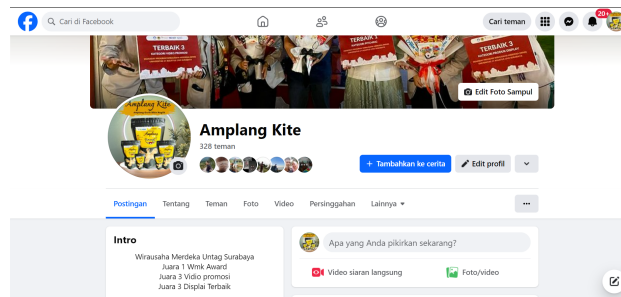 Cari di Facebook
Cari teman
20+
TERBAIK 3
TERBAIK 3
Edit Foto Sampul
Amplang Kite
Amplang Kite
328 teman
+ Tambahkan ke cerita
Edit profil
Postingan
Tentang
Teman
Foto
Video
Persinggahan
Lainnya
Intro
Wirausaha Merdeka Untag Surabaya
Juara 1 Wmk Award
Juara 3 Vidio promosi
Juara 3 Displai Terbaik
Apa yang Anda pikirkan sekarang?
Video siaran langsung
Foto/video